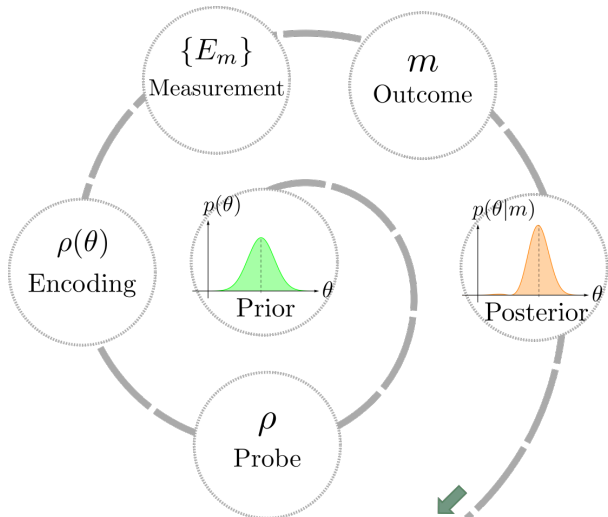 {E_m}
Measurement
m
Outcome
ρ(θ)
Encoding
p(θ)
θ
Prior
p(θ|m)
θ
Posterior
ρ
Probe